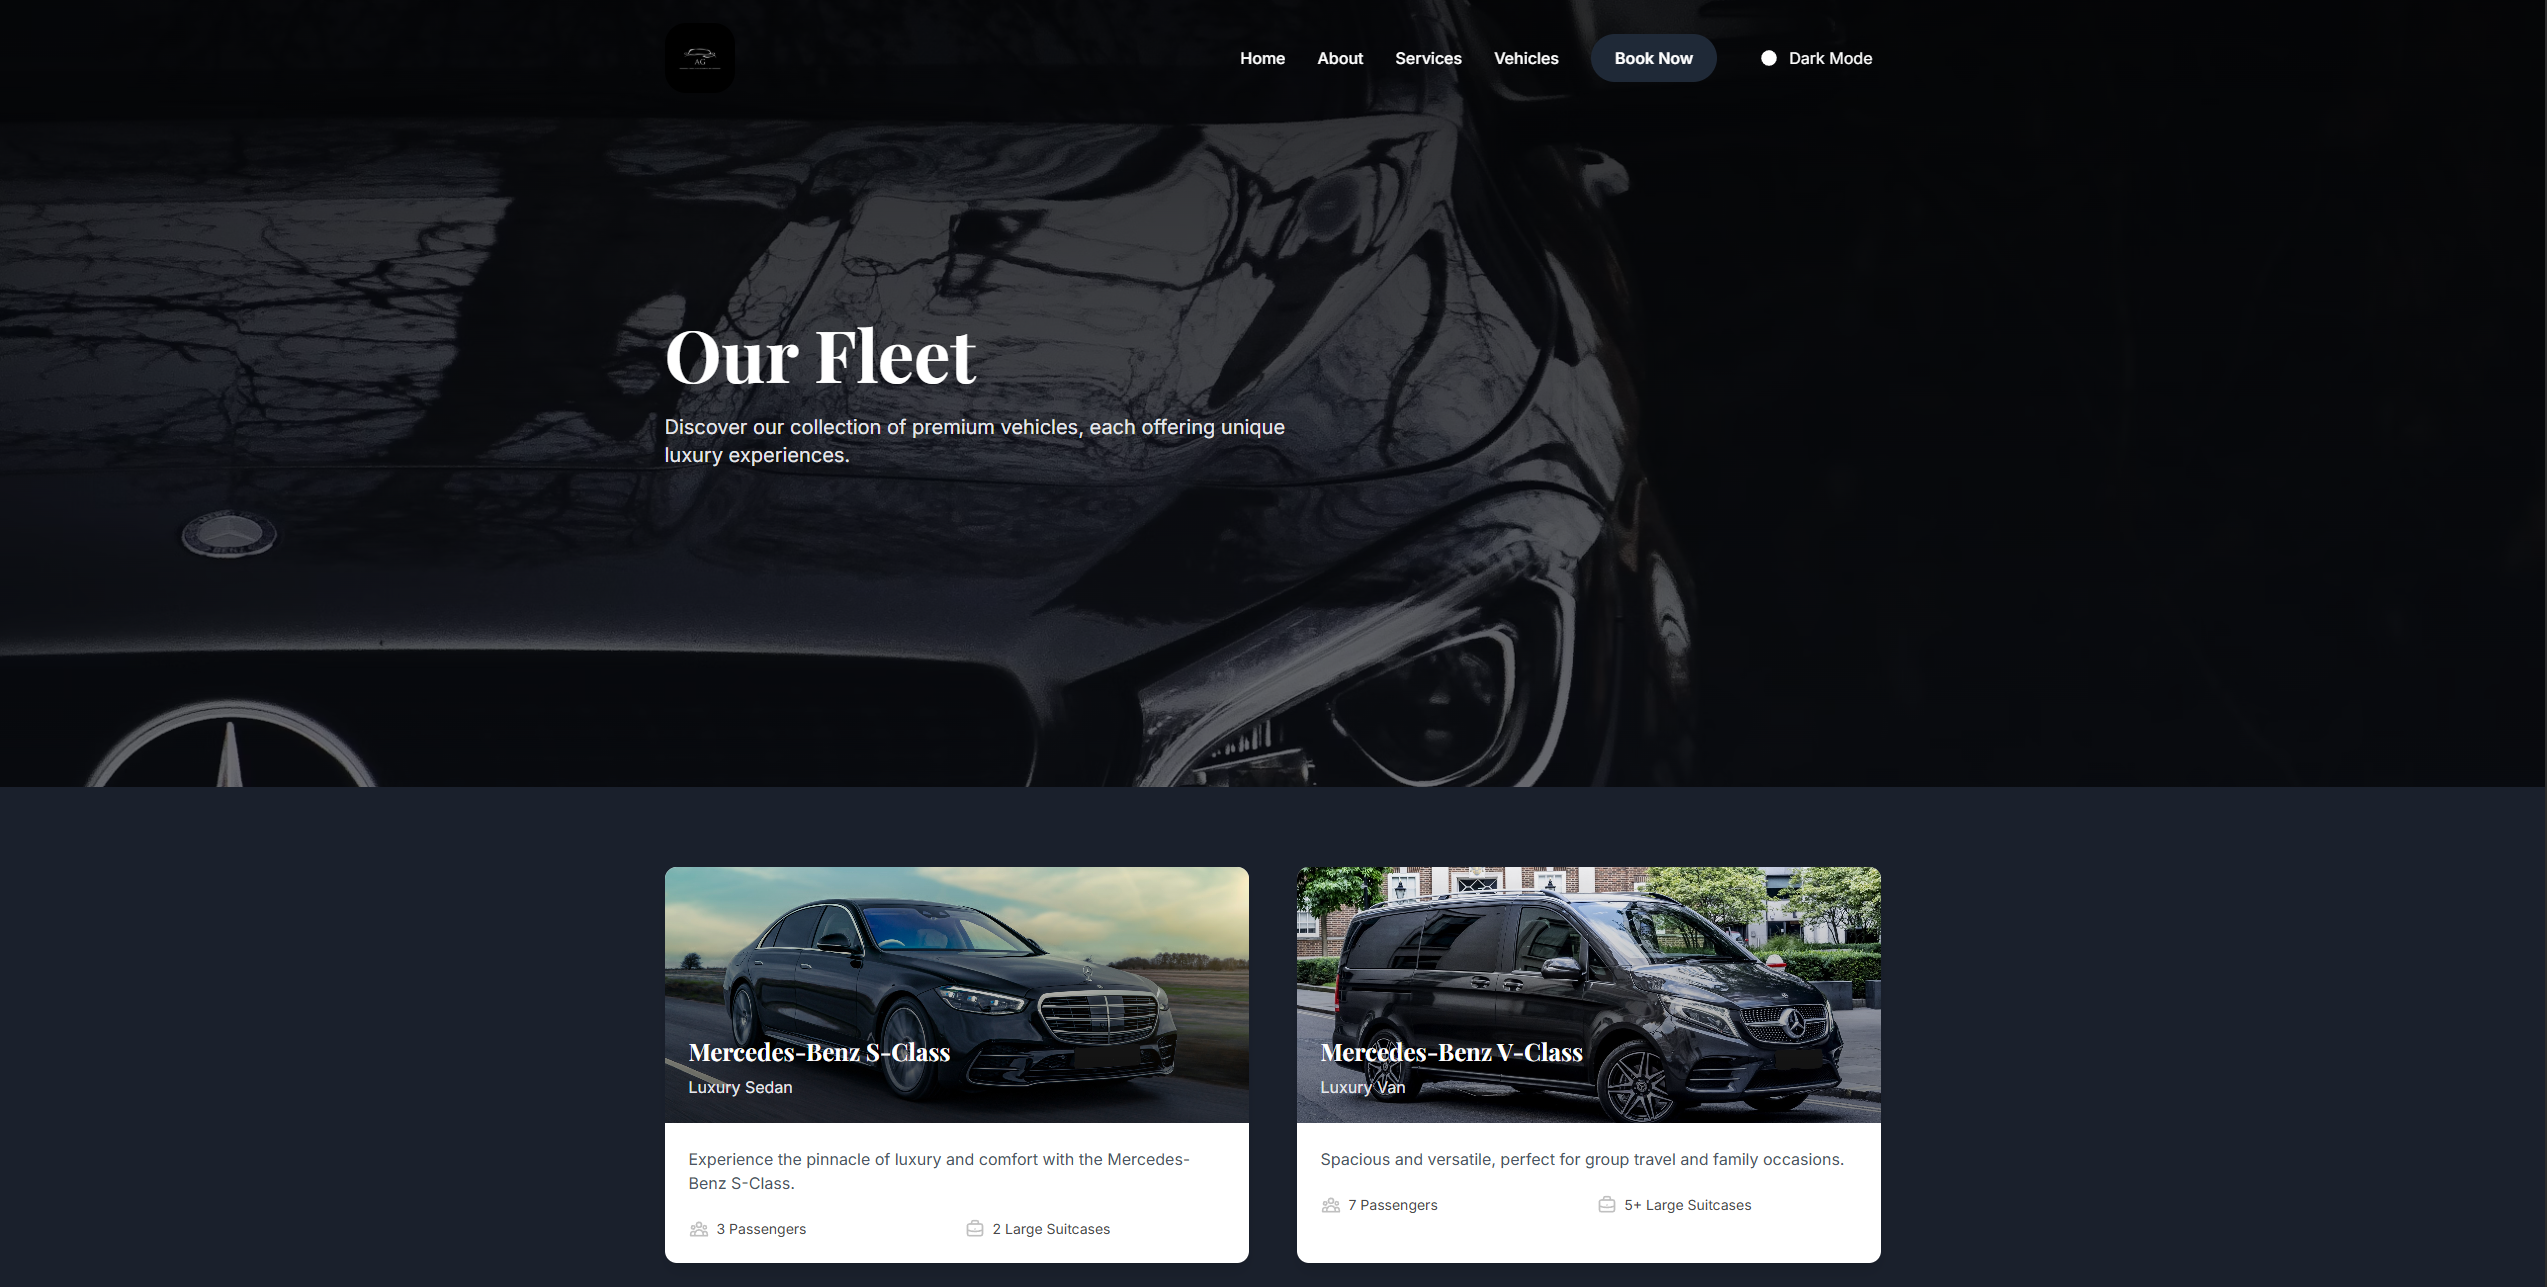 AG
Home About Services Vehicles Book Now Dark Mode
Our Fleet
Discover our collection of premium vehicles, each offering unique
luxury experiences.
Mercedes-Benz S-Class
Luxury Sedan
Experience the pinnacle of luxury and comfort with the Mercedes-
Benz S-Class.
3 Passengers
2 Large Suitcases
Mercedes-Benz V-Class
Luxury Van
Spacious and versatile, perfect for group travel and family occasions.
7 Passengers
5+ Large Suitcases